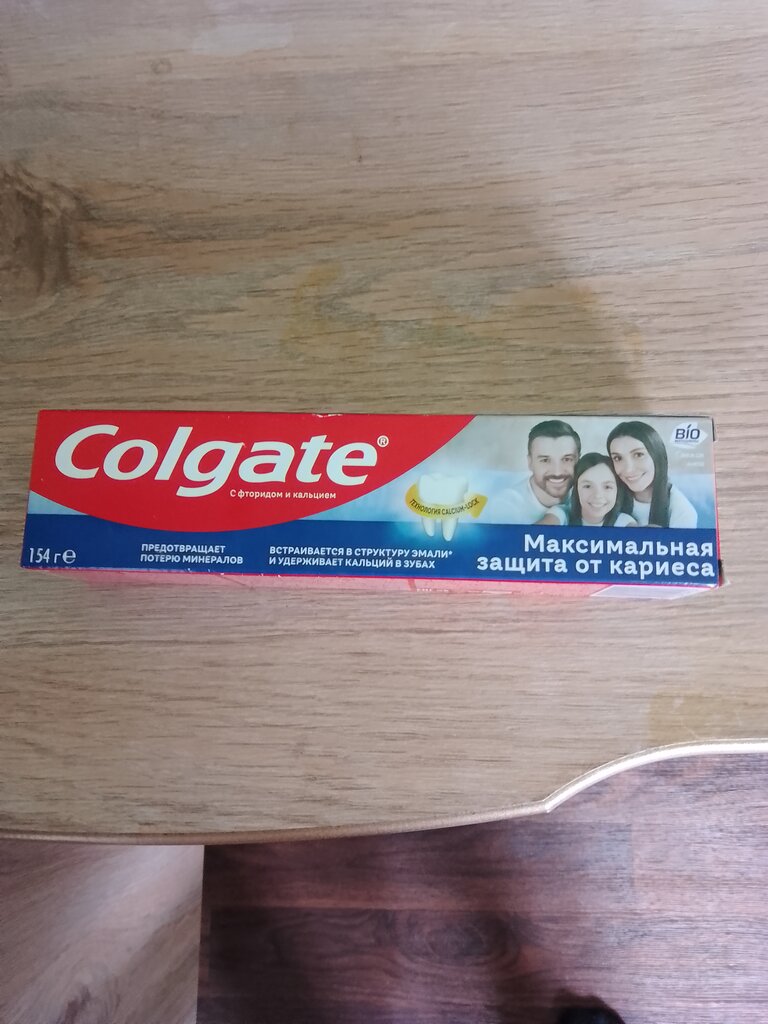 Colgate®
С фторидом и кальцием
ТЕХНОЛОГИЯ CALCIUM-LOCK
BIO
154 г℮
ПРЕДОТВРАЩАЕТ
ПОТЕРЮ МИНЕРАЛОВ
ВСТРАИВАЕТСЯ В СТРУКТУРУ ЭМАЛИ*
И УДЕРЖИВАЕТ КАЛЬЦИЙ В ЗУБАХ
Максимальная
защита от кариеса